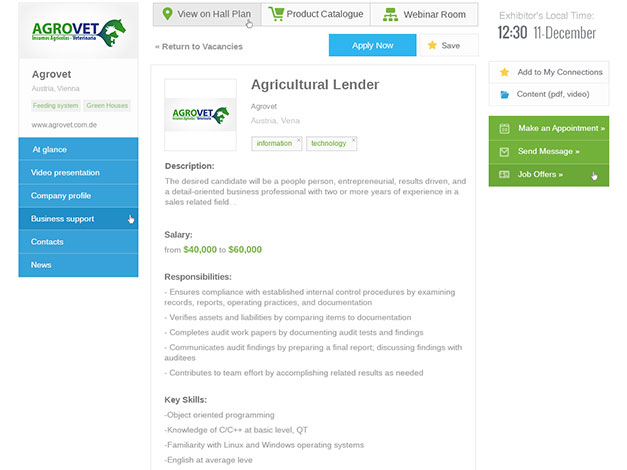 AGROVET
Insumos Agricolas y Veterinaria
Agrovet
Austria, Vienna
Feeding system
Green Houses
www.agrovet.com.de
At glance
Video presentation
Company profile
Business support
Contacts
News
View on Hall Plan
Product Catalogue
Webinar Room
« Return to Vacancies
Apply Now
Save
AGROVET
Agricultural Lender
Agrovet
Austria, Vena
information ×
technology ×
Description:
The desired candidate will be a people person, entrepreneurial, results driven, and
a detail-oriented business professional with two or more years of experience in a
sales related field. .
Salary:
from $40,000 to $60,000
Responsibilities:
- Ensures compliance with established internal control procedures by examining
records, reports, operating practices, and documentation
- Verifies assets and liabilities by comparing items to documentation
- Completes audit work papers by documenting audit tests and findings
- Communicates audit findings by preparing a final report; discussing findings with
auditees
- Contributes to team effort by accomplishing related results as needed
Key Skills:
-Object oriented programming
-Knowledge of C/C++ at basic level, QT
-Familiarity with Linux and Windows operating systems
-English at average leve
Exhibitor's Local Time:
12:30 11-December
Add to My Connections
Content (pdf, video)
Make an Appointment »
Send Message »
Job Offers »